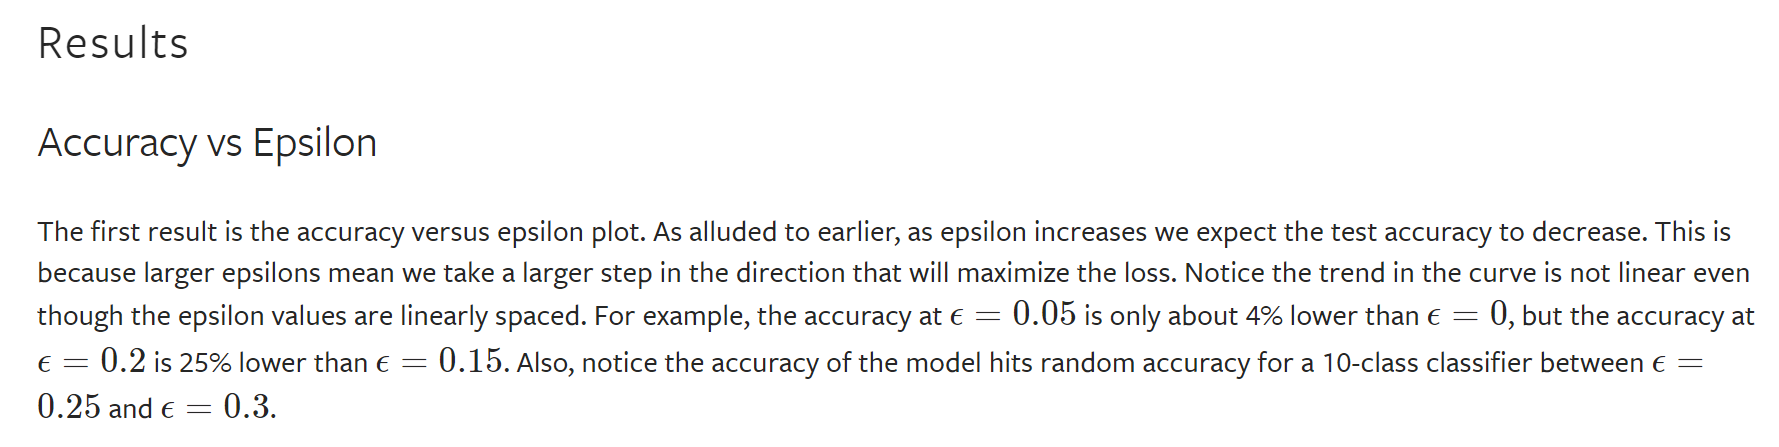 Results
Accuracy vs Epsilon
The first result is the accuracy versus epsilon plot. As alluded to earlier, as epsilon increases we expect the test accuracy to decrease. This is
because larger epsilons mean we take a larger step in the direction that will maximize the loss. Notice the trend in the curve is not linear even
though the epsilon values are linearly spaced. For example, the accuracy at ϵ = 0.05 is only about 4% lower than ϵ = 0, but the accuracy at
ϵ = 0.2 is 25% lower than ϵ = 0.15. Also, notice the accuracy of the model hits random accuracy for a 10-class classifier between ϵ =
0.25 and ϵ = 0.3.